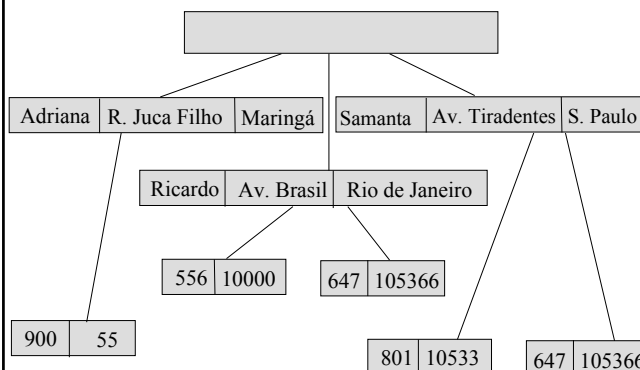 Adriana R. Juca Filho Maringá
Samanta Av. Tiradentes S. Paulo
Ricardo Av. Brasil Rio de Janeiro
556 10000
647 105366
900 55
801 10533
647 105366